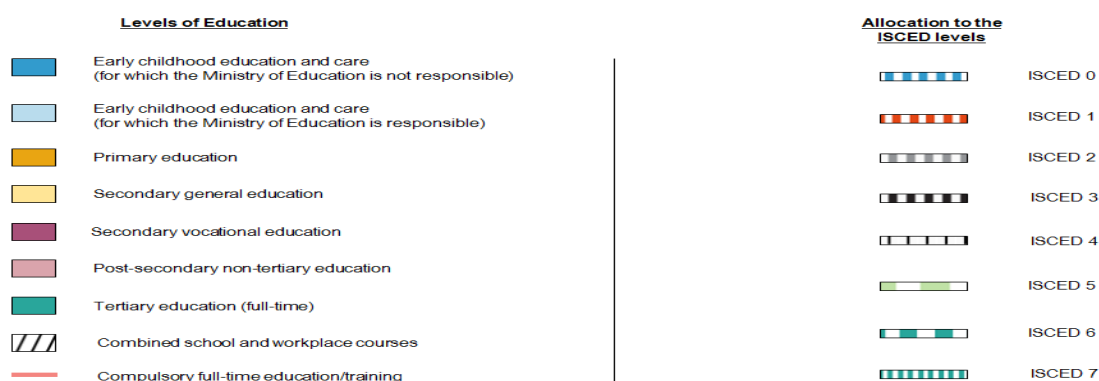 Levels of Education
Early childhood education and care
(for which the Ministry of Education is not responsible)
Early childhood education and care
(for which the Ministry of Education is responsible)
Primary education
Secondary general education
Secondary vocational education
Post-secondary non-tertiary education
Tertiary education (full-time)
Combined school and workplace courses
Compulsory full-time education/training
Allocation to the
ISCED levels
ISCED 0
ISCED 1
ISCED 2
ISCED 3
ISCED 4
ISCED 5
ISCED 6
ISCED 7